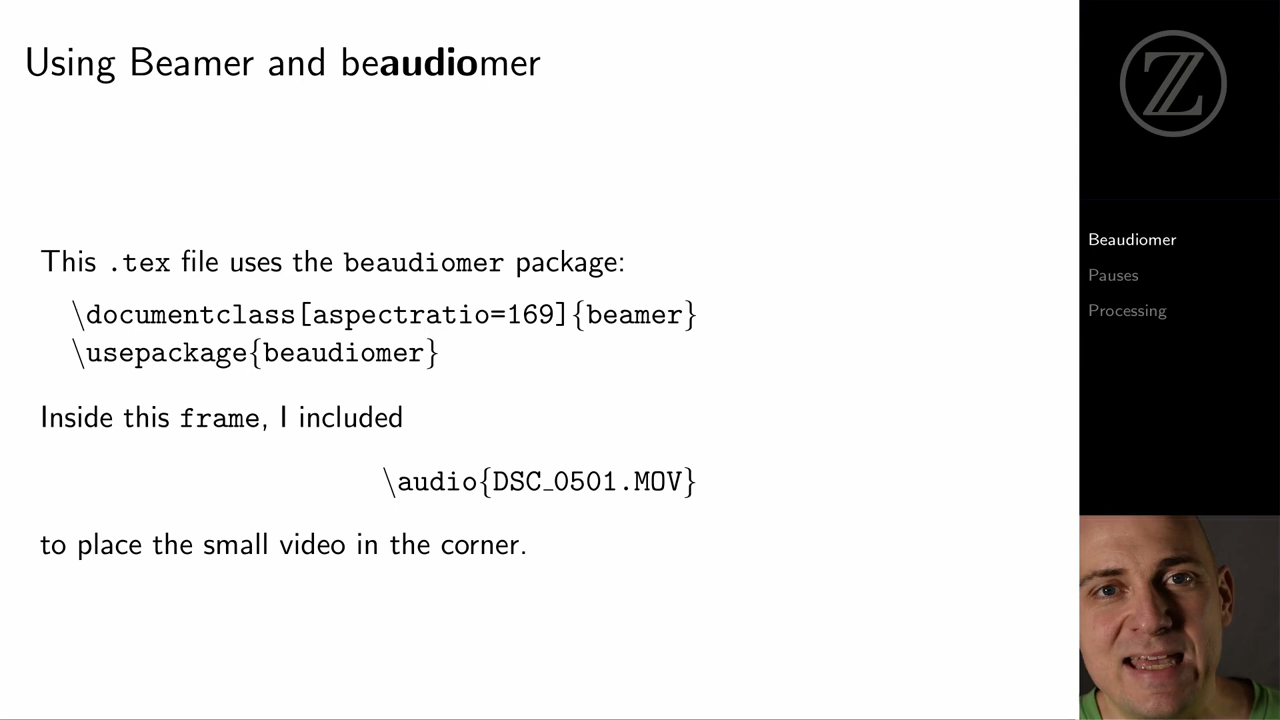 Using Beamer and beaudiomer
This .tex file uses the beaudiomer package:
\documentclass[aspectratio=169]{beamer}
\usepackage{beaudiomer}
Inside this frame, I included
\audio{DSC_0501.MOV}
to place the small video in the corner.
Z
Beaudiomer
Pauses
Processing